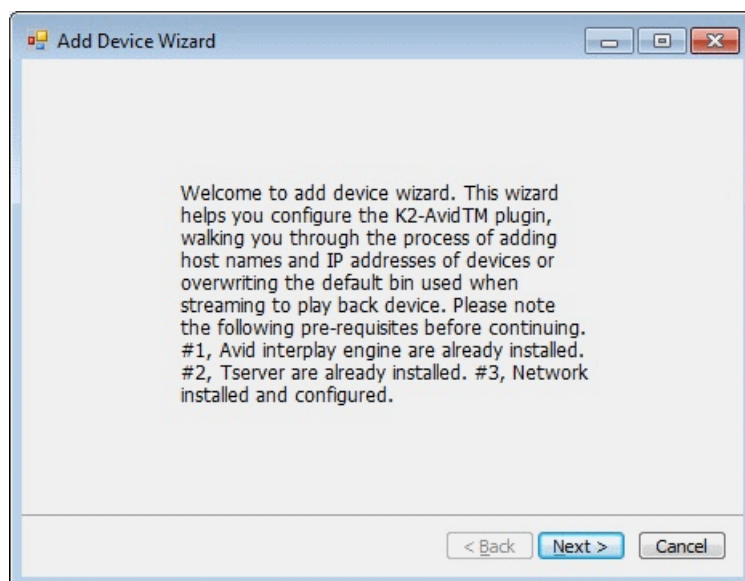 Add Device Wizard
Welcome to add device wizard. This wizard
helps you configure the K2-AvidTM plugin,
walking you through the process of adding
host names and IP addresses of devices or
overwriting the default bin used when
streaming to play back device. Please note
the following pre-requisites before continuing.
#1, Avid interplay engine are already installed.
#2, Tserver are already installed. #3, Network
installed and configured.
< Back Next > Cancel